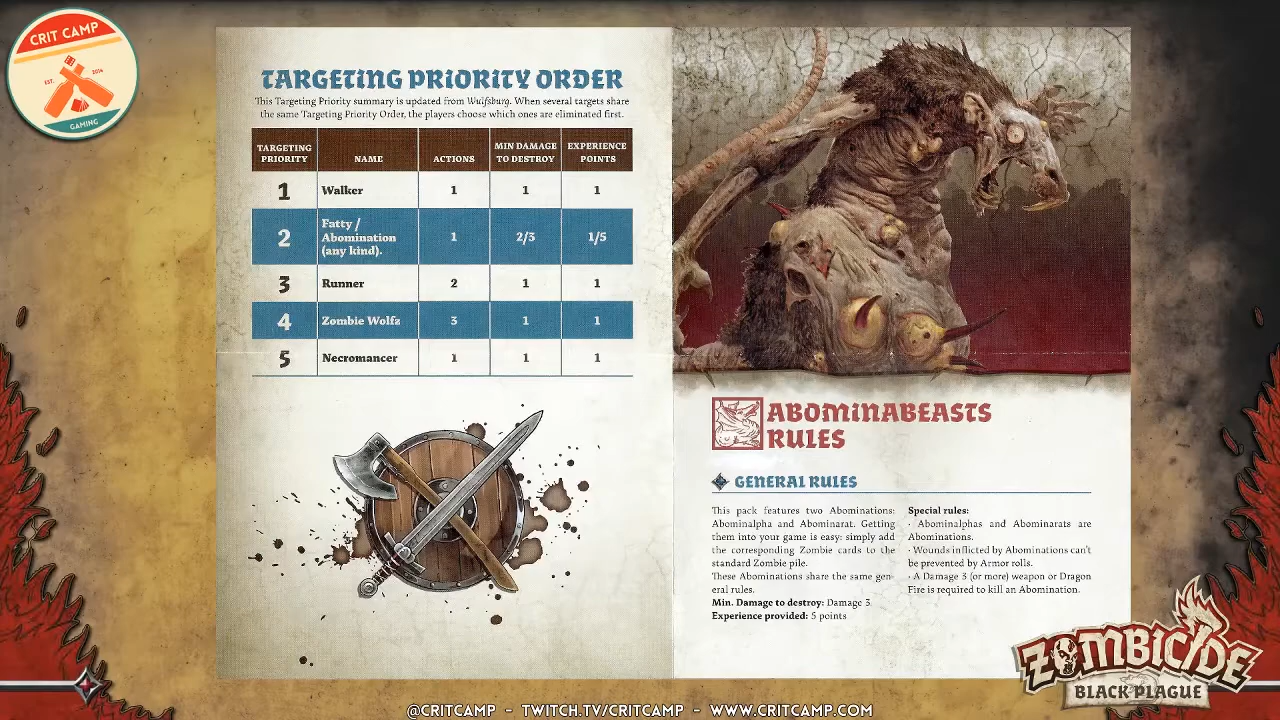 CRIT CAMP
EST. 2014
GAMING
TARGETING PRIORITY ORDER
This Targeting Priority summary is updated from Wulfsburg. When several targets share
the same Targeting Priority Order, the players choose which ones are eliminated first.
TARGETING PRIORITY NAME ACTIONS MIN DAMAGE TO DESTROY EXPERIENCE POINTS
1 Walker 1 1 1
2 Fatty / Abomination (any kind). 1 2/3 1/5
3 Runner 2 1 1
4 Zombie Wolfz 3 1 1
5 Necromancer 1 1 1
ABOMINABEASTS
RULES
GENERAL RULES
This pack features two Abominations:
Abominalpha and Abominarat. Getting
them into your game is easy: simply add
the corresponding Zombie cards to the
standard Zombie pile.
These Abominations share the same gen-
eral rules.
Min. Damage to destroy: Damage 3
Experience provided: 5 points
Special rules:
· Abominalphas and Abominarats are
Abominations.
· Wounds inflicted by Abominations can't
be prevented by Armor rolls.
· A Damage 3 (or more) weapon or Dragon
Fire is required to kill an Abomination.
ZOMBICIDE
BLACK PLAGUE
@CRITCAMP - TWITCH.TV/CRITCAMP - WWW.CRITCAMP.COM